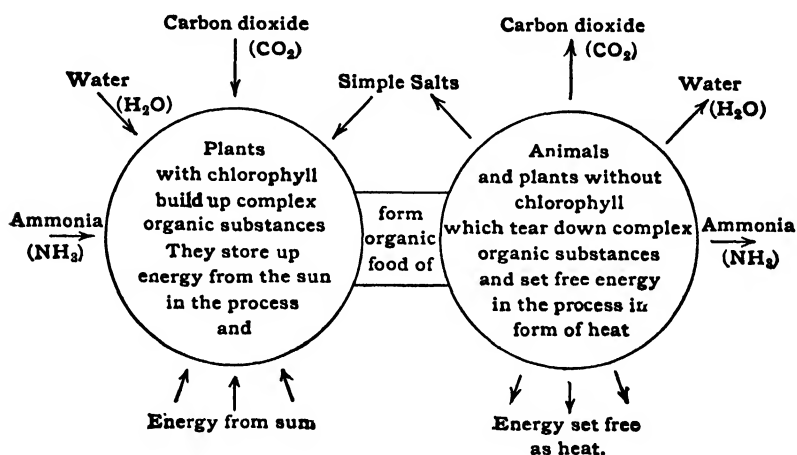 Carbon dioxide
(CO₂)
Water
(H₂O)
Simple Salts
Carbon dioxide
(CO₂)
Water
(H₂O)
Ammonia
(NH₃)
Plants
with chlorophyll
build up complex
organic substances
They store up
energy from the sun
in the process
and
form
organic
food of
Animals
and plants without
chlorophyll
which tear down complex
organic substances
and set free energy
in the process in
form of heat
Ammonia
(NH₃)
Energy from sum
Energy set free
as heat.